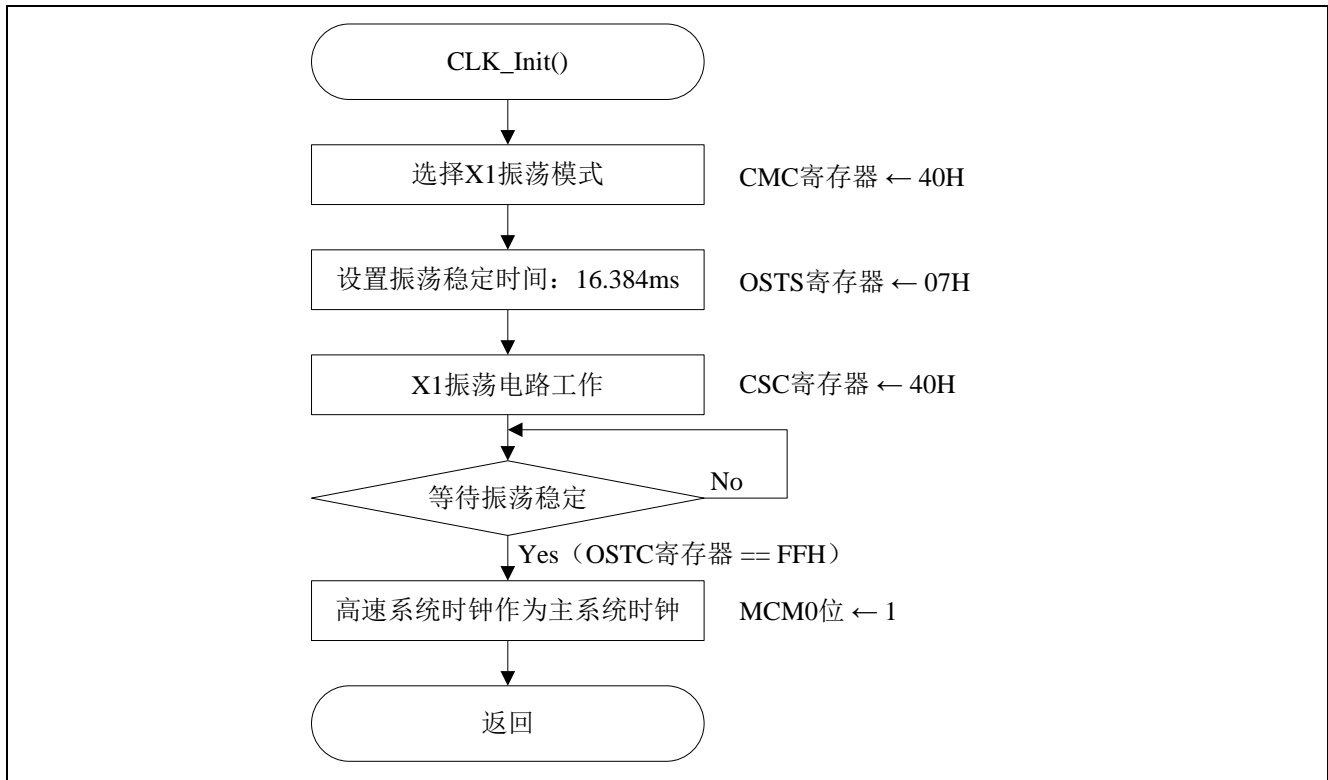 CLK_Init()
选择X1振荡模式
CMC寄存器 ← 40H
设置振荡稳定时间：16.384ms
OSTS寄存器 ← 07H
X1振荡电路工作
CSC寄存器 ← 40H
等待振荡稳定
No
Yes（OSTC寄存器 == FFH）
高速系统时钟作为主系统时钟
MCM0位 ← 1
返回